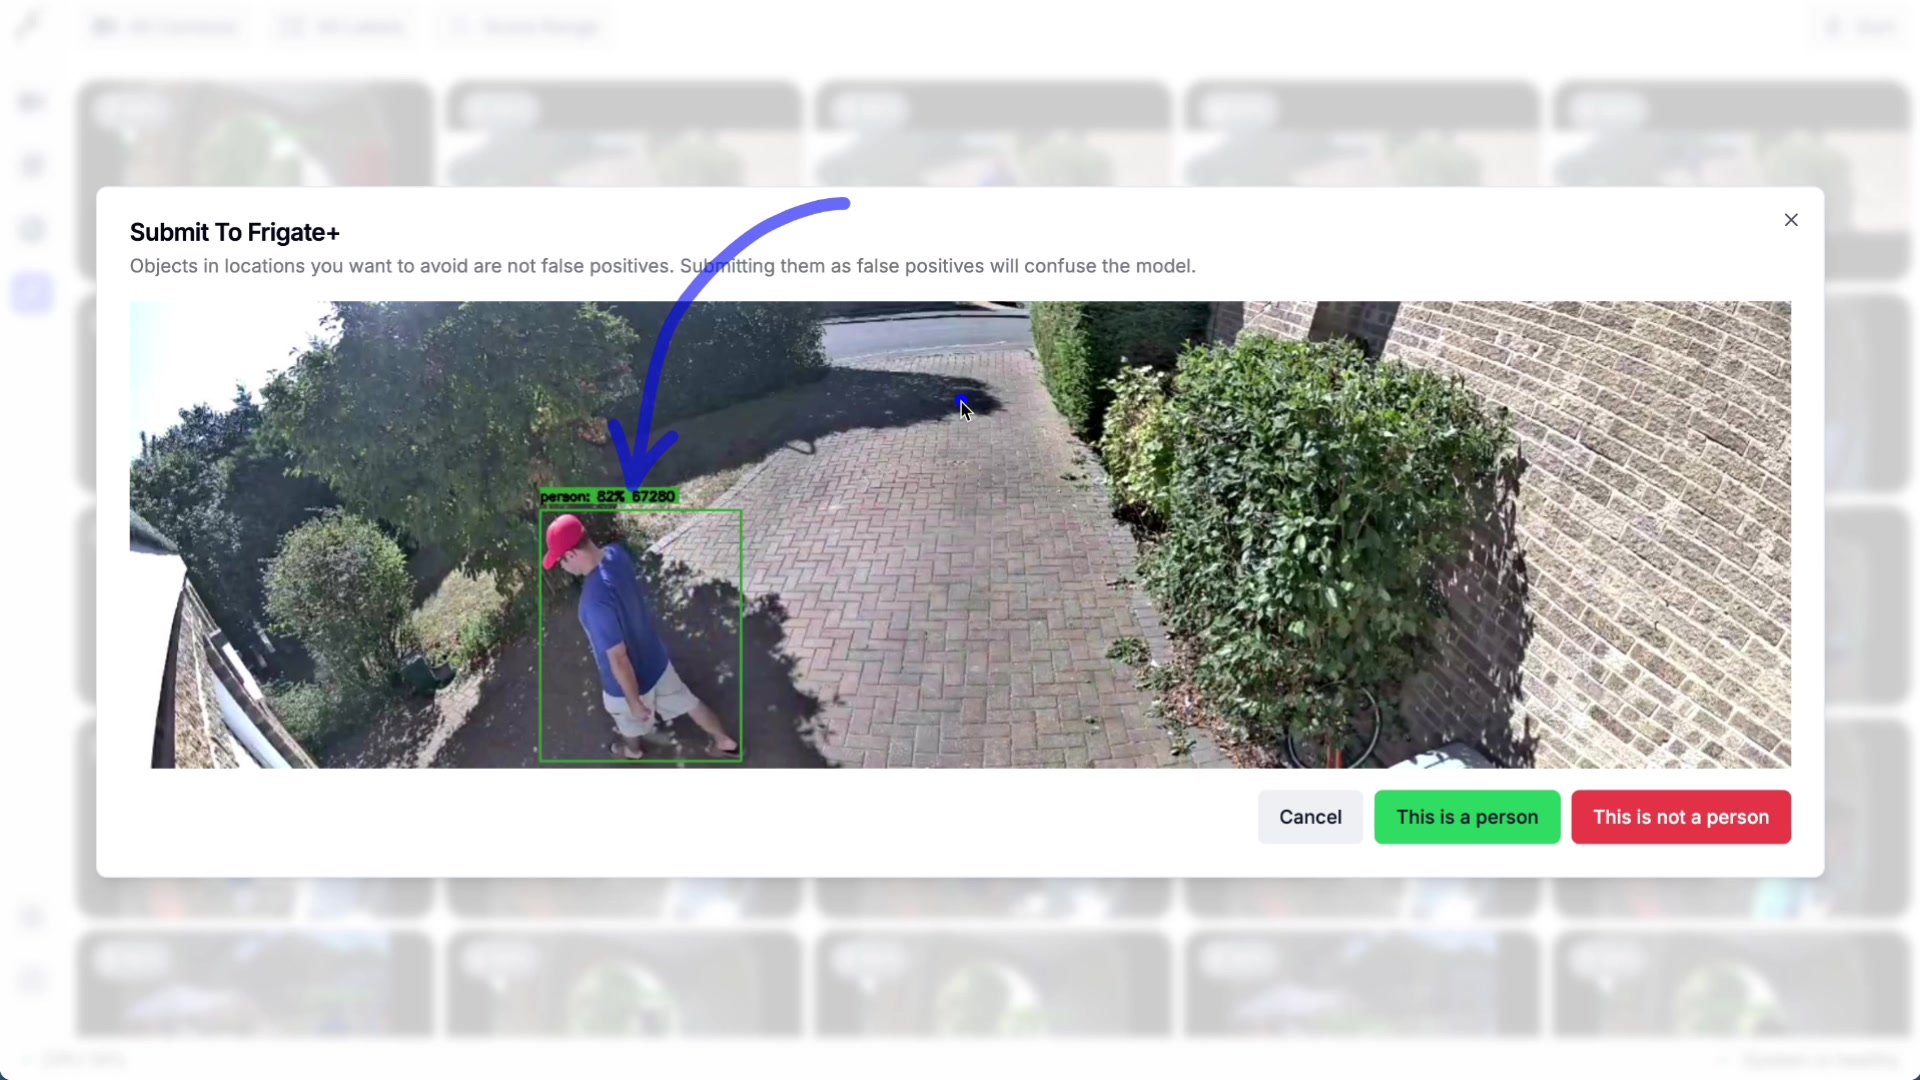 Submit To Frigate+
Objects in locations you want to avoid are not false positives. Submitting them as false positives will confuse the model.
person: 82% 67280
Cancel
This is a person
This is not a person